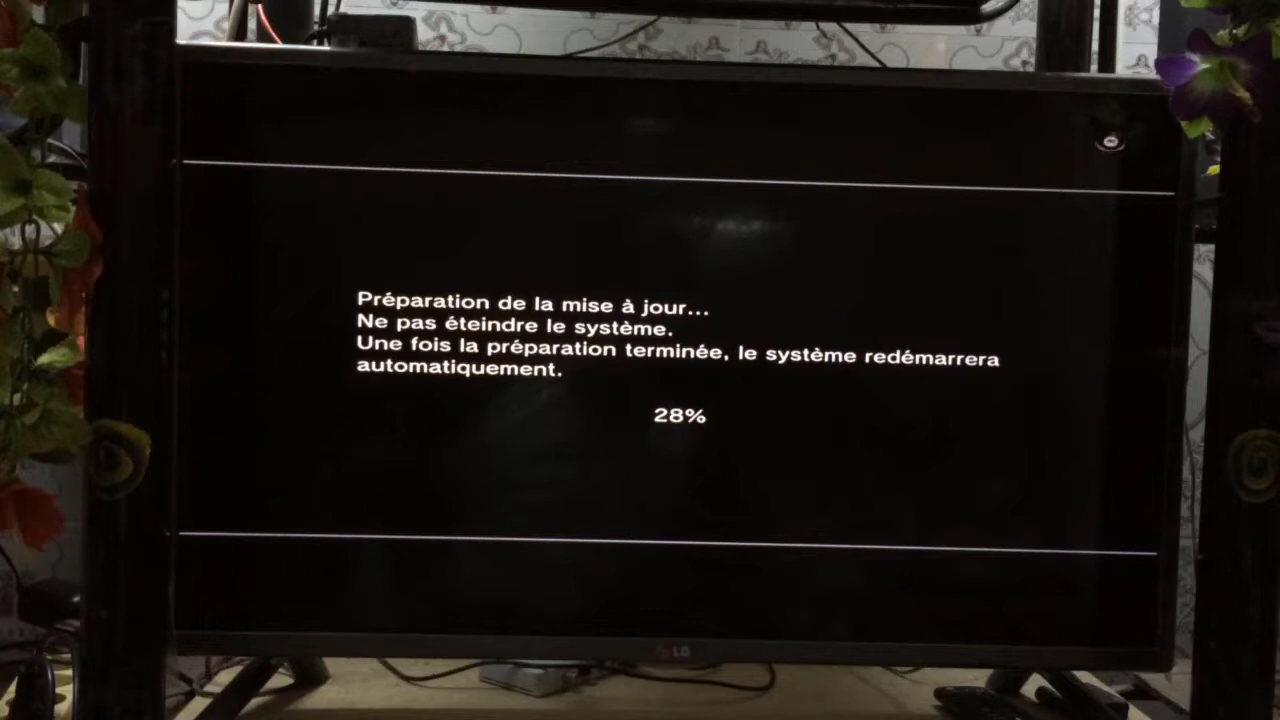 Préparation de la mise à jour...
Ne pas éteindre le système.
Une fois la préparation terminée, le système redémarrera
automatiquement.
28%
LG